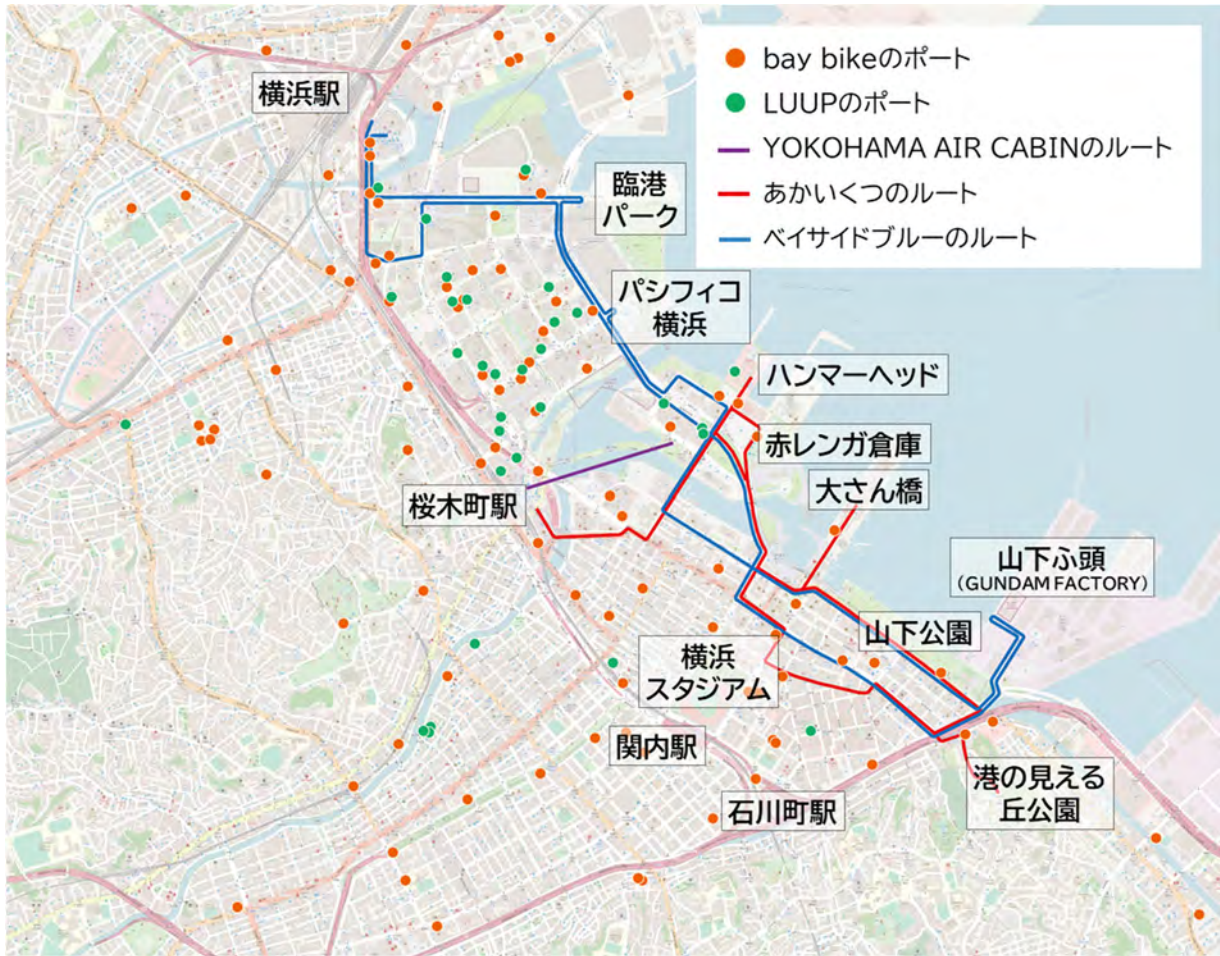 bay bikeのポート
LUUPのポート
YOKOHAMA AIR CABINのルート
あかいくつのルート
ベイサイドブルーのルート
横浜駅
臨港
パーク
パシフィコ
横浜
ハンマーヘッド
赤レンガ倉庫
大さん橋
桜木町駅
山下ふ頭
(GUNDAM FACTORY)
山下公園
横浜
スタジアム
関内駅
港の見える
丘公園
石川町駅